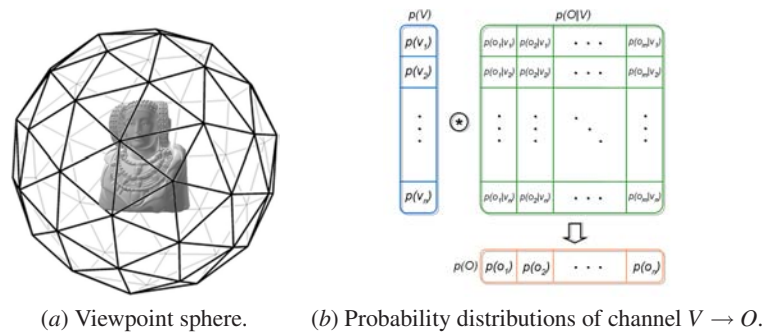 p(V)
p(O|V)
p(v₁)
p(o₁|v₁) p(o₂|v₁) · · · p(oₘ|v₁)
p(v₂)
p(o₁|v₂) p(o₂|v₂) · · · p(oₘ|v₂)
p(vₙ)
p(o₁|vₙ) p(o₂|vₙ) · · · p(oₘ|vₙ)
p(O) p(o₁) p(o₂) · · · p(oₙ)
(a) Viewpoint sphere.
(b) Probability distributions of channel V → O.